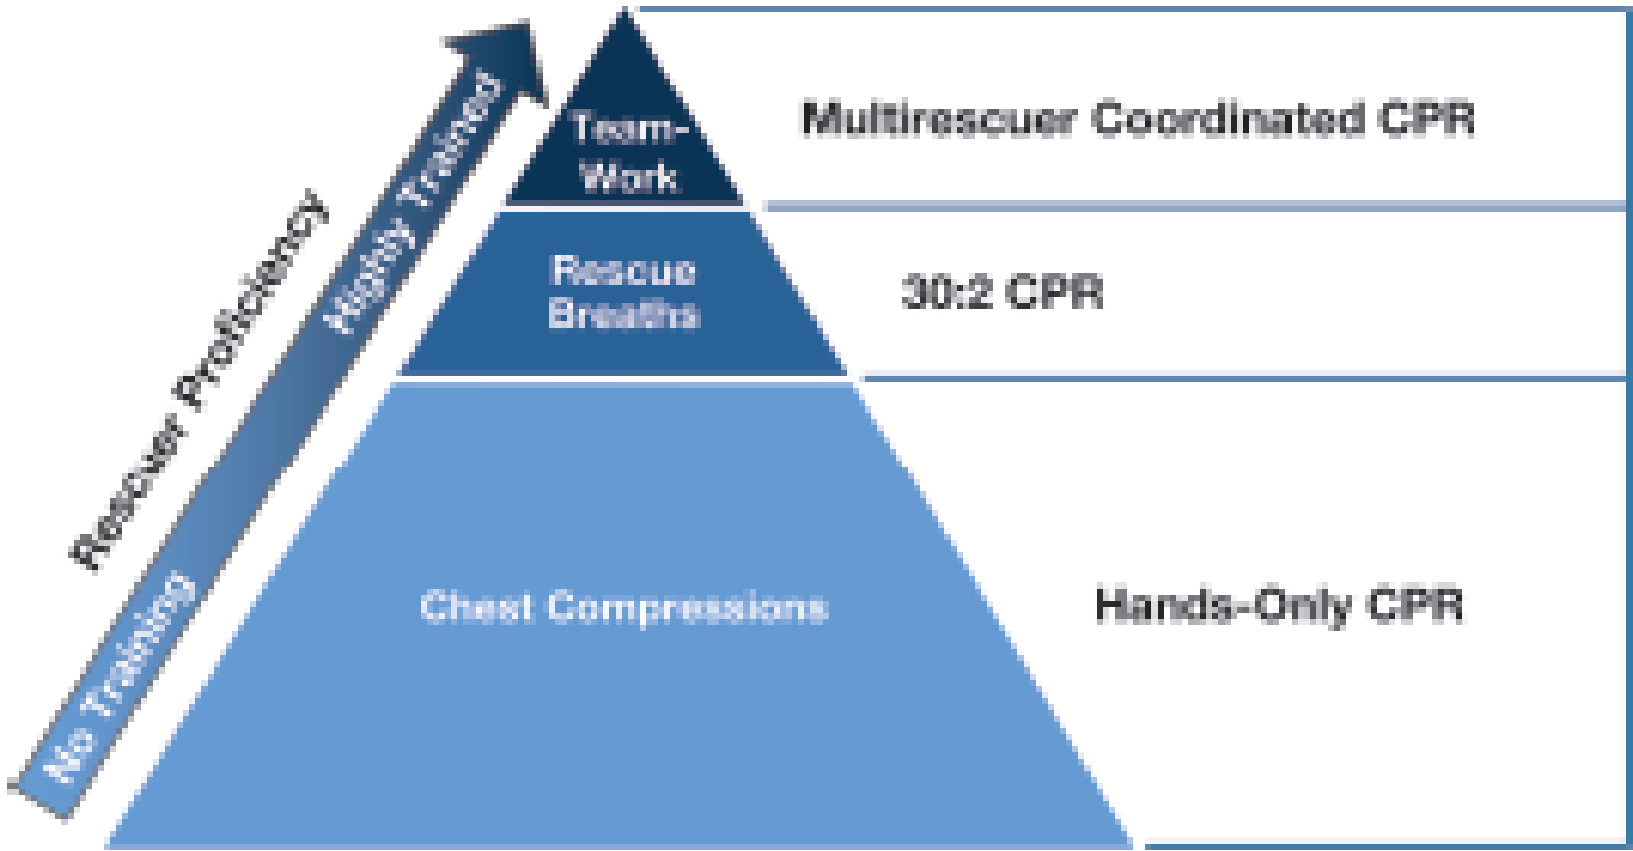 Rescuer Proficiency
Highly Trained
No Training
Team-
Work
Multirescuer Coordinated CPR
Rescue
Breaths
30:2 CPR
Chest Compressions
Hands-Only CPR